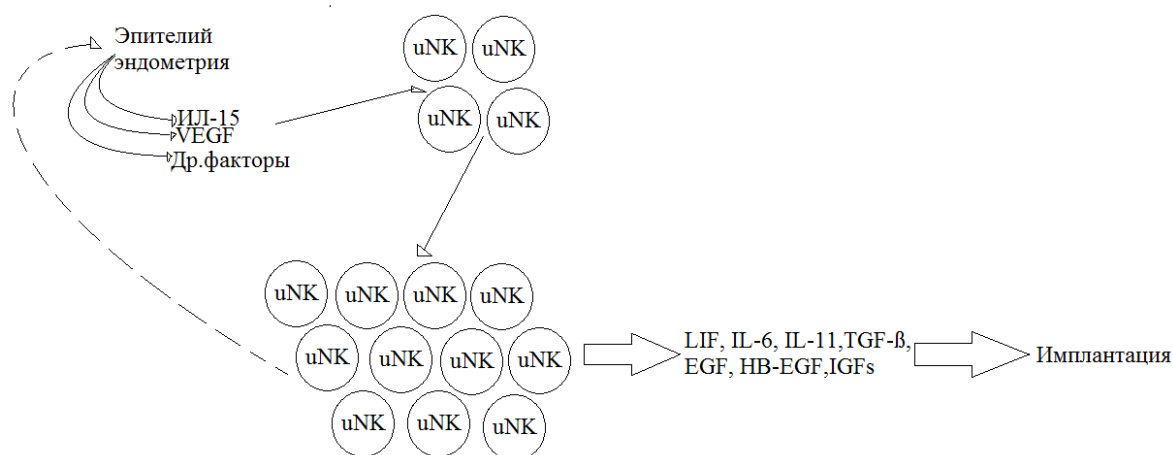 Эпителий
эндометрия
ИЛ-15
VEGF
Др.факторы
uNK uNK
uNK uNK
uNK uNK uNK uNK
uNK uNK uNK uNK
uNK uNK uNK
LIF, IL-6, IL-11,TGF-ß,
EGF, HB-EGF,IGFs
Имплантация